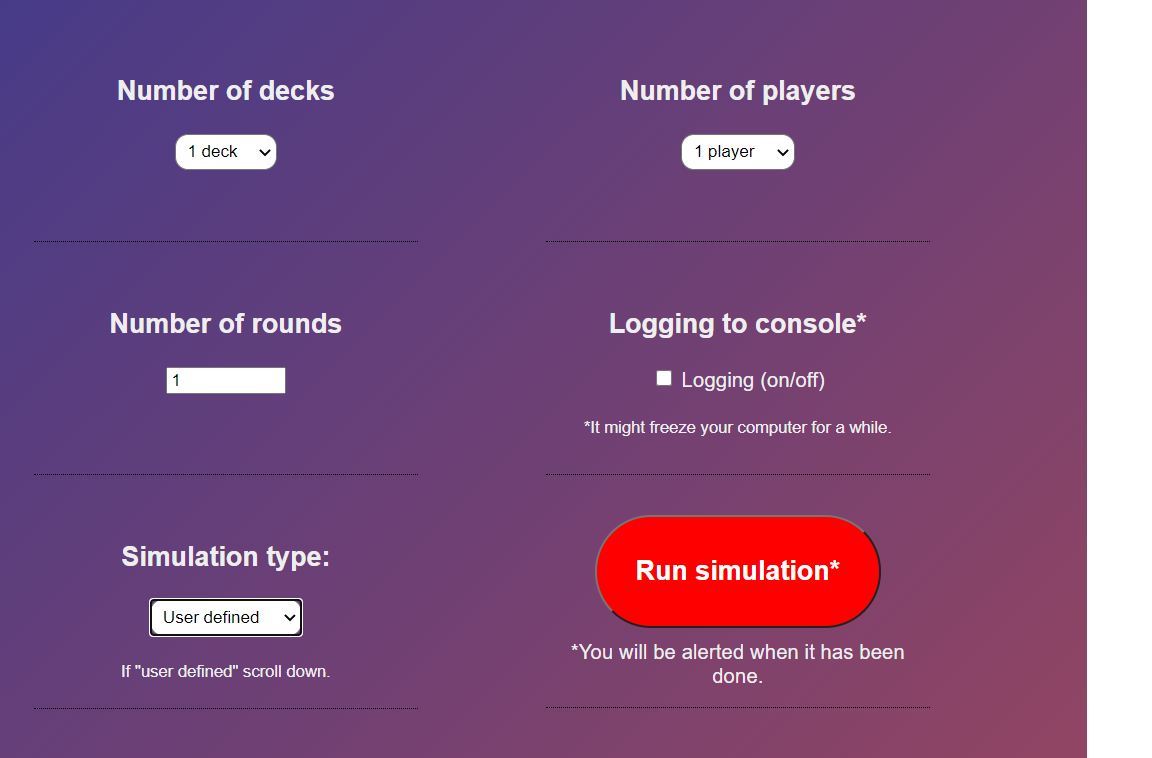 Number of decks
1 deck
Number of players
1 player
Number of rounds
1
Logging to console*
Logging (on/off)
*It might freeze your computer for a while.
Simulation type:
User defined
If "user defined" scroll down.
Run simulation*
*You will be alerted when it has been
done.